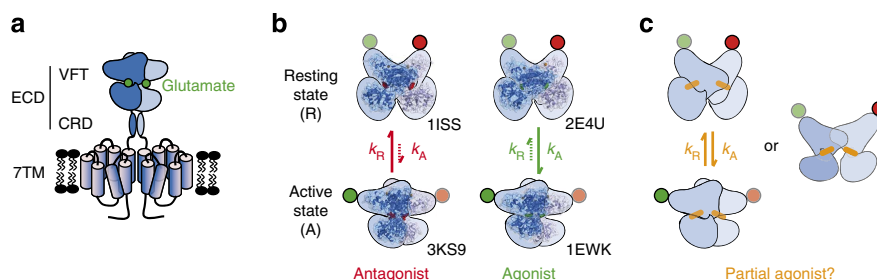 a
VFT
ECD
Glutamate
CRD
7TM
b
Resting
state
(R)
1ISS
2E4U
kR
kA
kR
kA
Active
state
(A)
3KS9
1EWK
Antagonist
Agonist
c
or
kR
kA
Partial agonist?